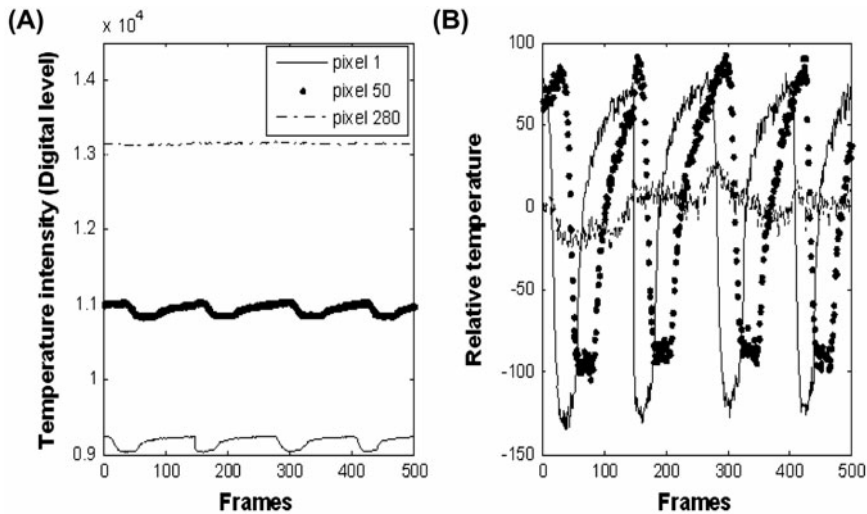 (A)
x 10⁴
Temperature intensity (Digital level)
1.4
1.3
1.2
1.1
1
0.9
0
100
200
300
400
500
Frames
pixel 1
pixel 50
pixel 280
(B)
Relative temperature
100
50
0
-50
-100
-150
0
100
200
300
400
500
Frames